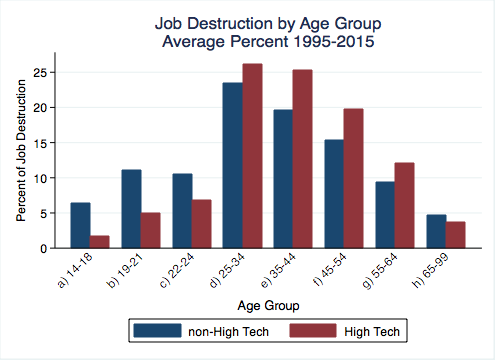 Job Destruction by Age Group
Average Percent 1995-2015
Percent of Job Destruction
25
20
15
10
5
0
a) 14-18
b) 19-21
c) 22-24
d) 25-34
e) 35-44
f) 45-54
g) 55-64
h) 65-99
Age Group
non-High Tech
High Tech